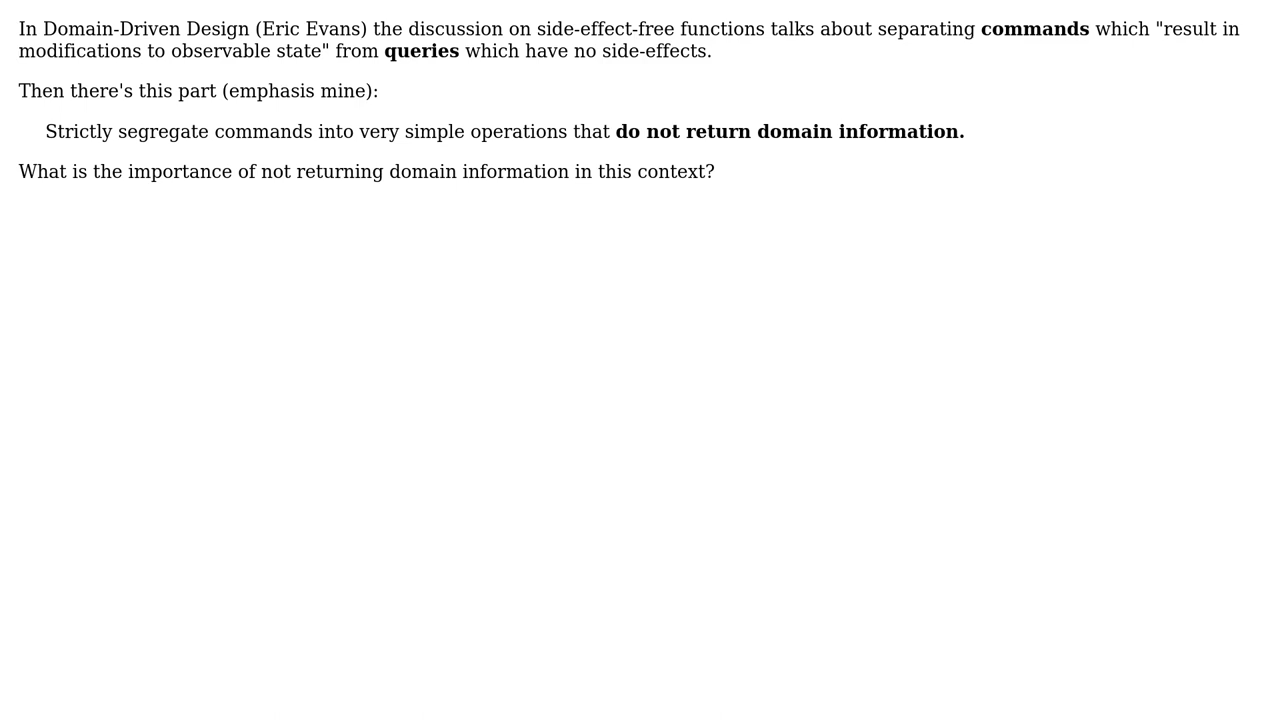 In Domain-Driven Design (Eric Evans) the discussion on side-effect-free functions talks about separating commands which "result in
modifications to observable state" from queries which have no side-effects.
Then there's this part (emphasis mine):
Strictly segregate commands into very simple operations that do not return domain information.
What is the importance of not returning domain information in this context?